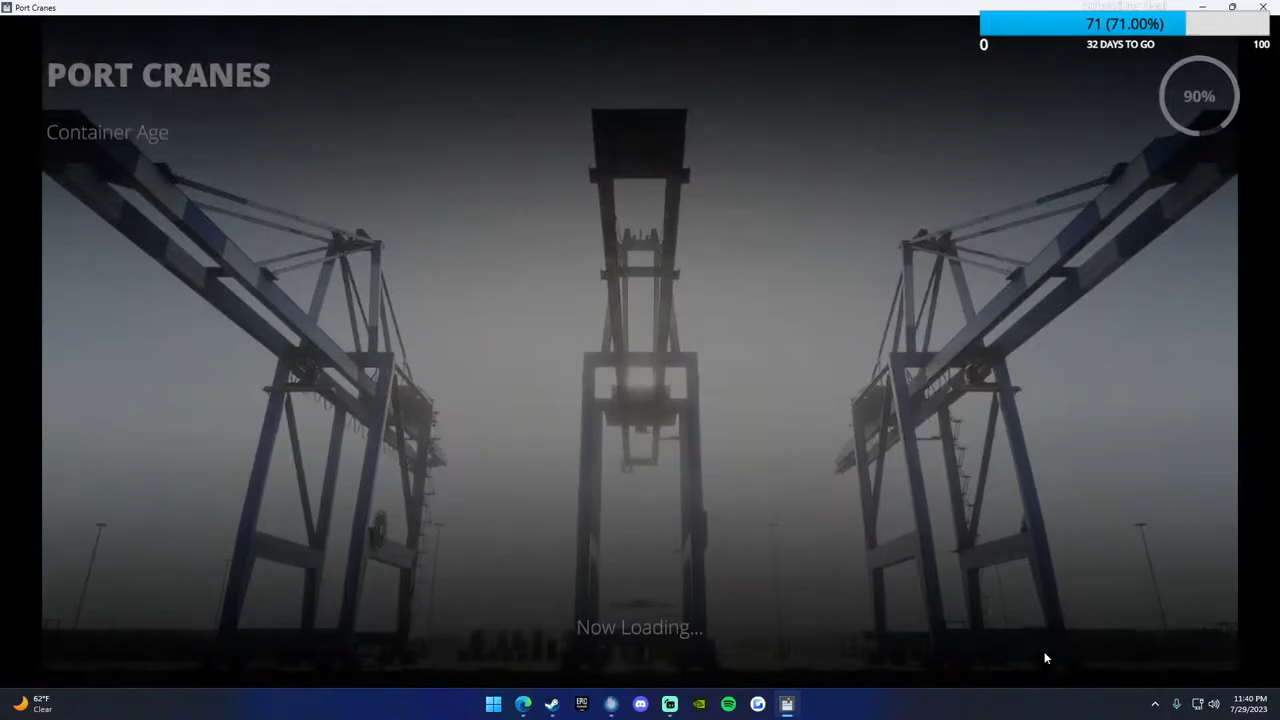 Port Cranes
71 (71.00%)
0
32 DAYS TO GO
100
PORT CRANES
90%
Container Age
Now Loading...
62°F
Clear
EPIC
11:40 PM
7/29/2023